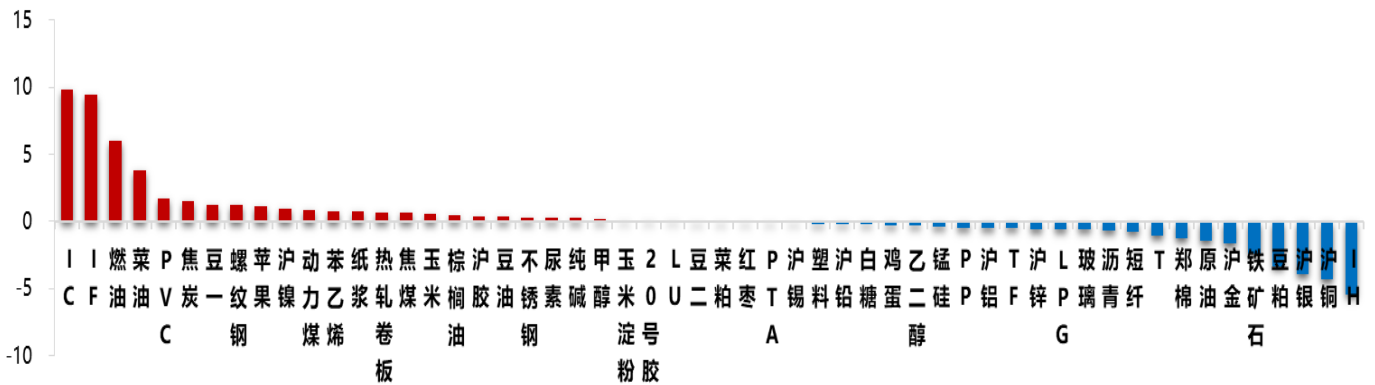 15
10
5
0
-5
-10
IC
IF
燃油
菜油
PVC
焦炭
豆一
螺纹钢
苹果
沪镍
动力煤
苯乙烯
纸浆
热轧卷板
焦煤
玉米
棕榈油
沪胶
豆油
不锈钢
尿素
纯碱
甲醇
玉米淀粉
20号胶
LU
豆二
菜粕
红枣
PTA
沪锡
塑料
沪铅
白糖
鸡蛋
乙二醇
锰硅
PP
沪铝
TF
沪锌
LPG
玻璃
沥青
短纤
T
郑棉
原油
沪金
铁矿石
豆粕
沪银
沪铜
IH